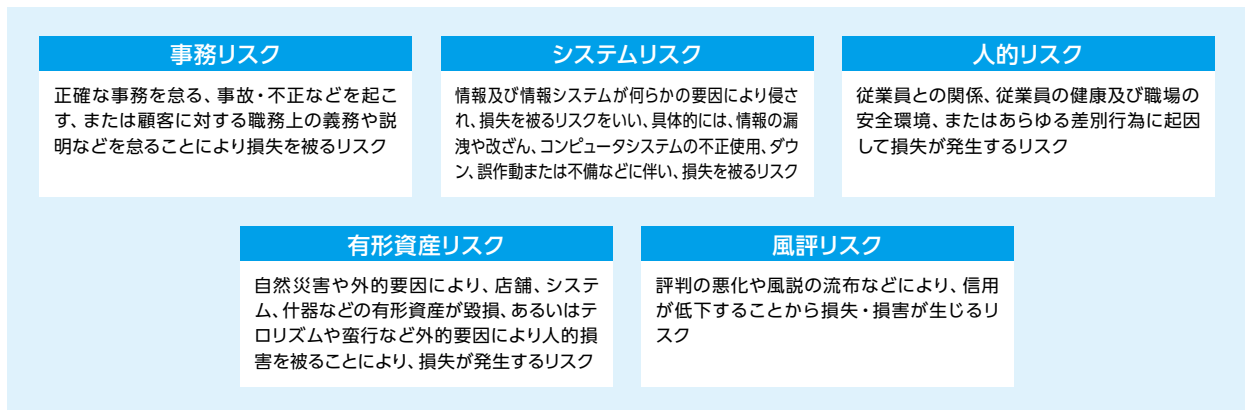 事務リスク
正確な事務を怠る、事故・不正などを起こ
す、または顧客に対する職務上の義務や説
明などを怠ることにより損失を被るリスク
システムリスク
情報及び情報システムが何らかの要因により侵さ
れ、損失を被るリスクをいい、具体的には、情報の漏
洩や改ざん、コンピュータシステムの不正使用、ダウ
ン、誤作動または不備などに伴い、損失を被るリスク
人的リスク
従業員との関係、従業員の健康及び職場の
安全環境、またはあらゆる差別行為に起因
して損失が発生するリスク
有形資産リスク
自然災害や外的要因により、店舗、システ
ム、什器などの有形資産が毀損、あるいはテ
ロリズムや蛮行など外的要因により人的損
害を被ることにより、損失が発生するリスク
風評リスク
評判の悪化や風説の流布などにより、信用
が低下することから損失・損害が生じるリ
スク